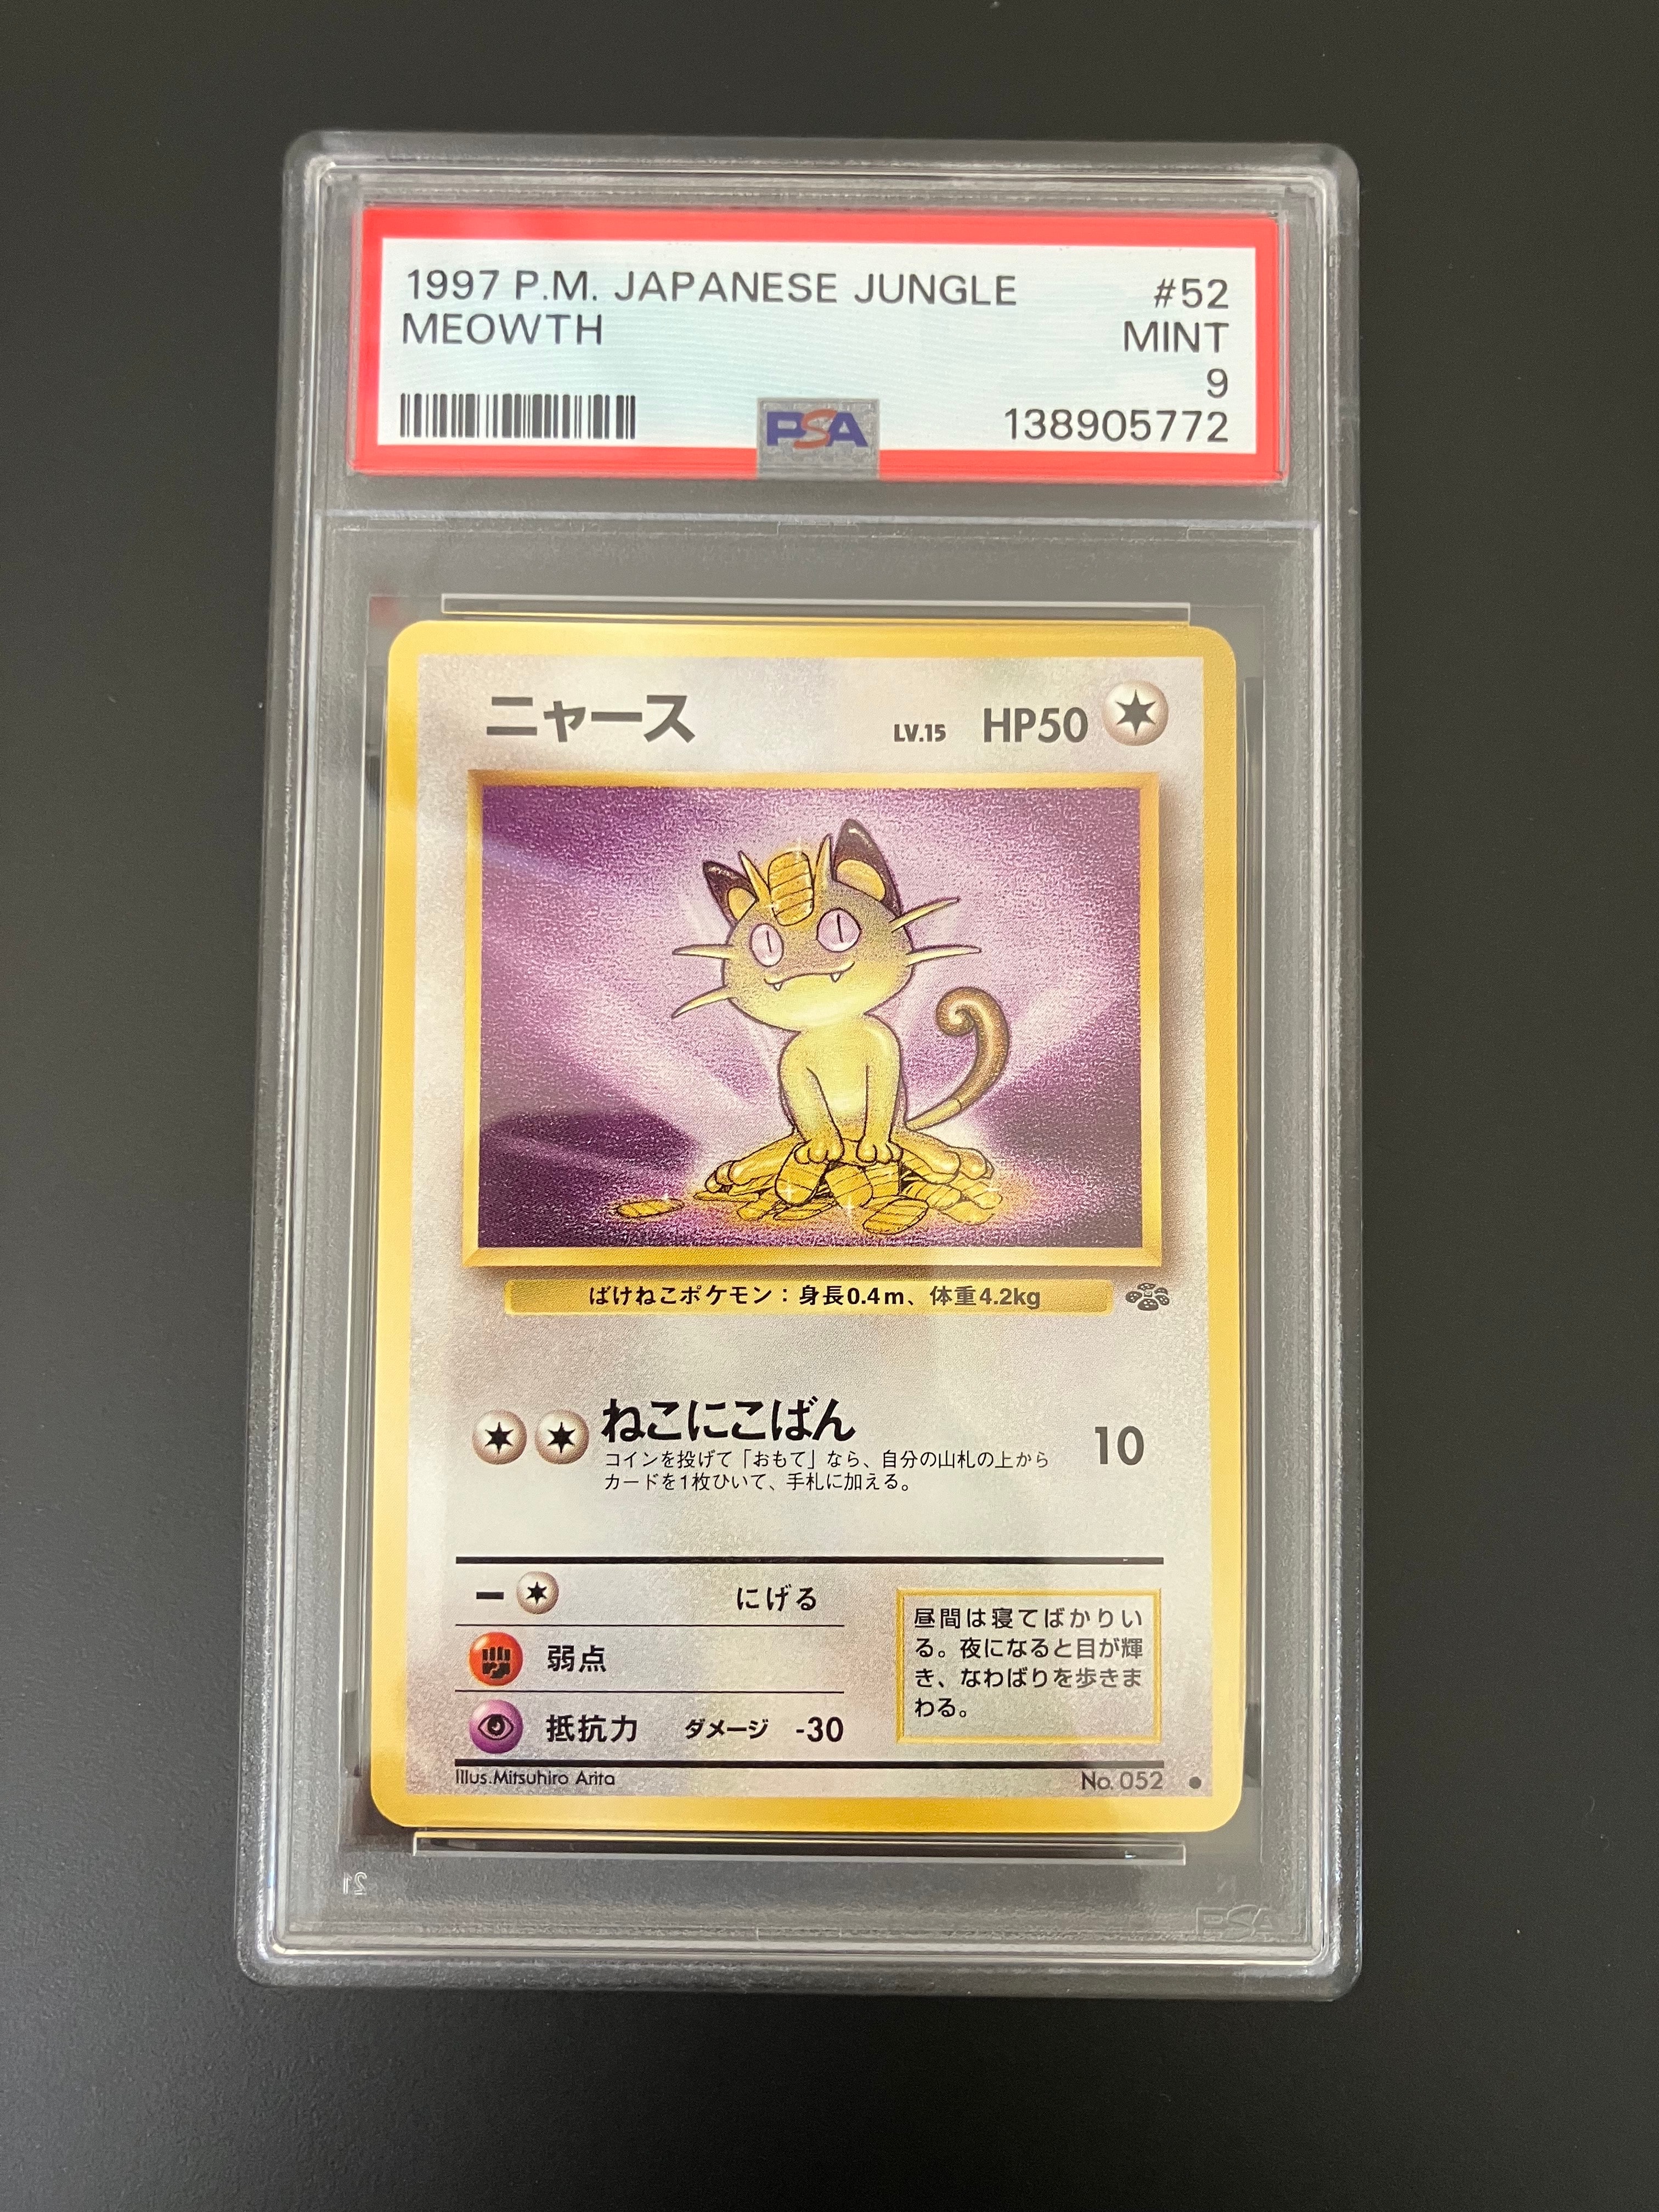 1997 P.M. JAPANESE JUNGLE #52
MEOWTH MINT
9
PSA 138905772
ニャース LV.15 HP50
ばけねこポケモン：身長0.4m、体重4.2kg
ねこにこばん 10
コインを投げて「おもて」なら、自分の山札の上から
カードを1枚ひいて、手札に加える。
ー にげる
弱点
抵抗力 ダメージ -30
昼間は寝てばかりい
る。夜になると目が輝
き、なわばりを歩きま
わる。
Illus.Mitsuhiro Arita No. 052 ●
21
PSA